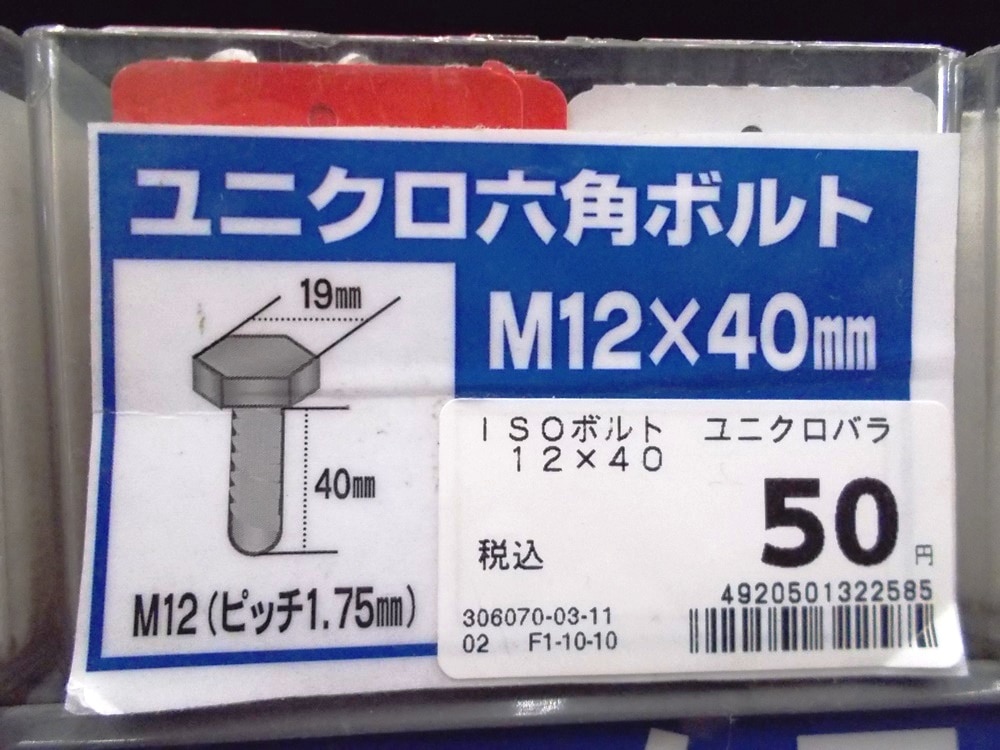 ユニクロ六角ボルト
M12×40mm
19mm
40mm
M12(ピッチ1.75mm)
ISOボルト ユニクロバラ
12×40
税込 50円
4920501322585
306070-03-11
02 F1-10-10